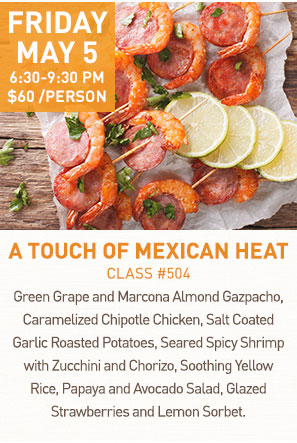 FRIDAY
MAY 5
6:30-9:30 PM
$60 /PERSON
A TOUCH OF MEXICAN HEAT
CLASS #504
Green Grape and Marcona Almond Gazpacho,
Caramelized Chipotle Chicken, Salt Coated
Garlic Roasted Potatoes, Seared Spicy Shrimp
with Zucchini and Chorizo, Soothing Yellow
Rice, Papaya and Avocado Salad, Glazed
Strawberries and Lemon Sorbet.